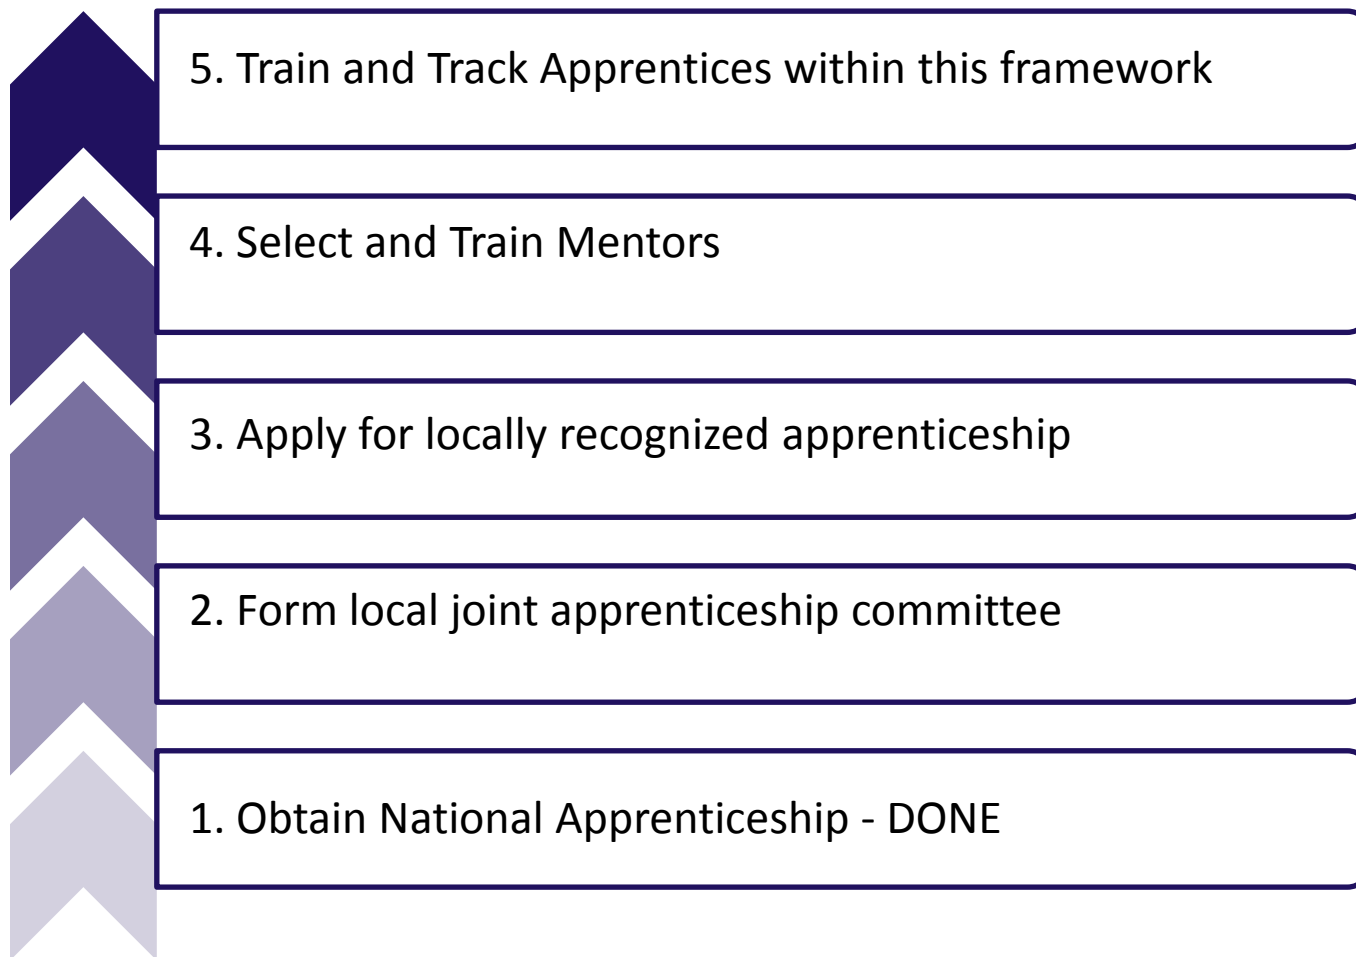 5. Train and Track Apprentices within this framework
4. Select and Train Mentors
3. Apply for locally recognized apprenticeship
2. Form local joint apprenticeship committee
1. Obtain National Apprenticeship - DONE